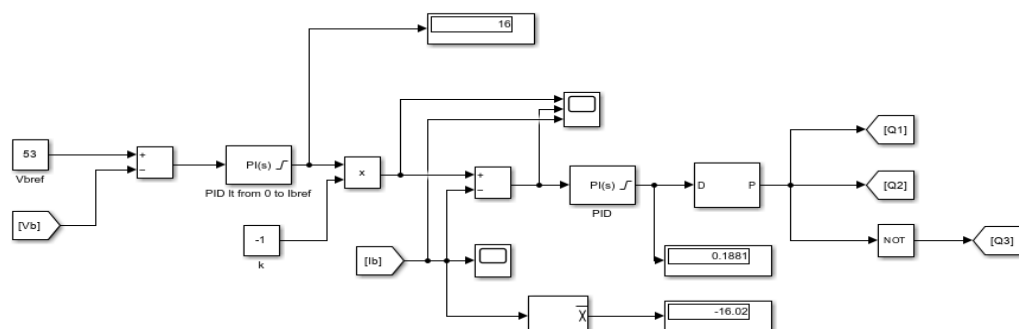 16
53
Vbref
+
−
PI(s)
PID It from 0 to Ibref
×
[Vb]
-1
k
[Ib]
+
−
PI(s)
PID
D
P
[Q1]
[Q2]
NOT
[Q3]
0.1881
X
-16.02